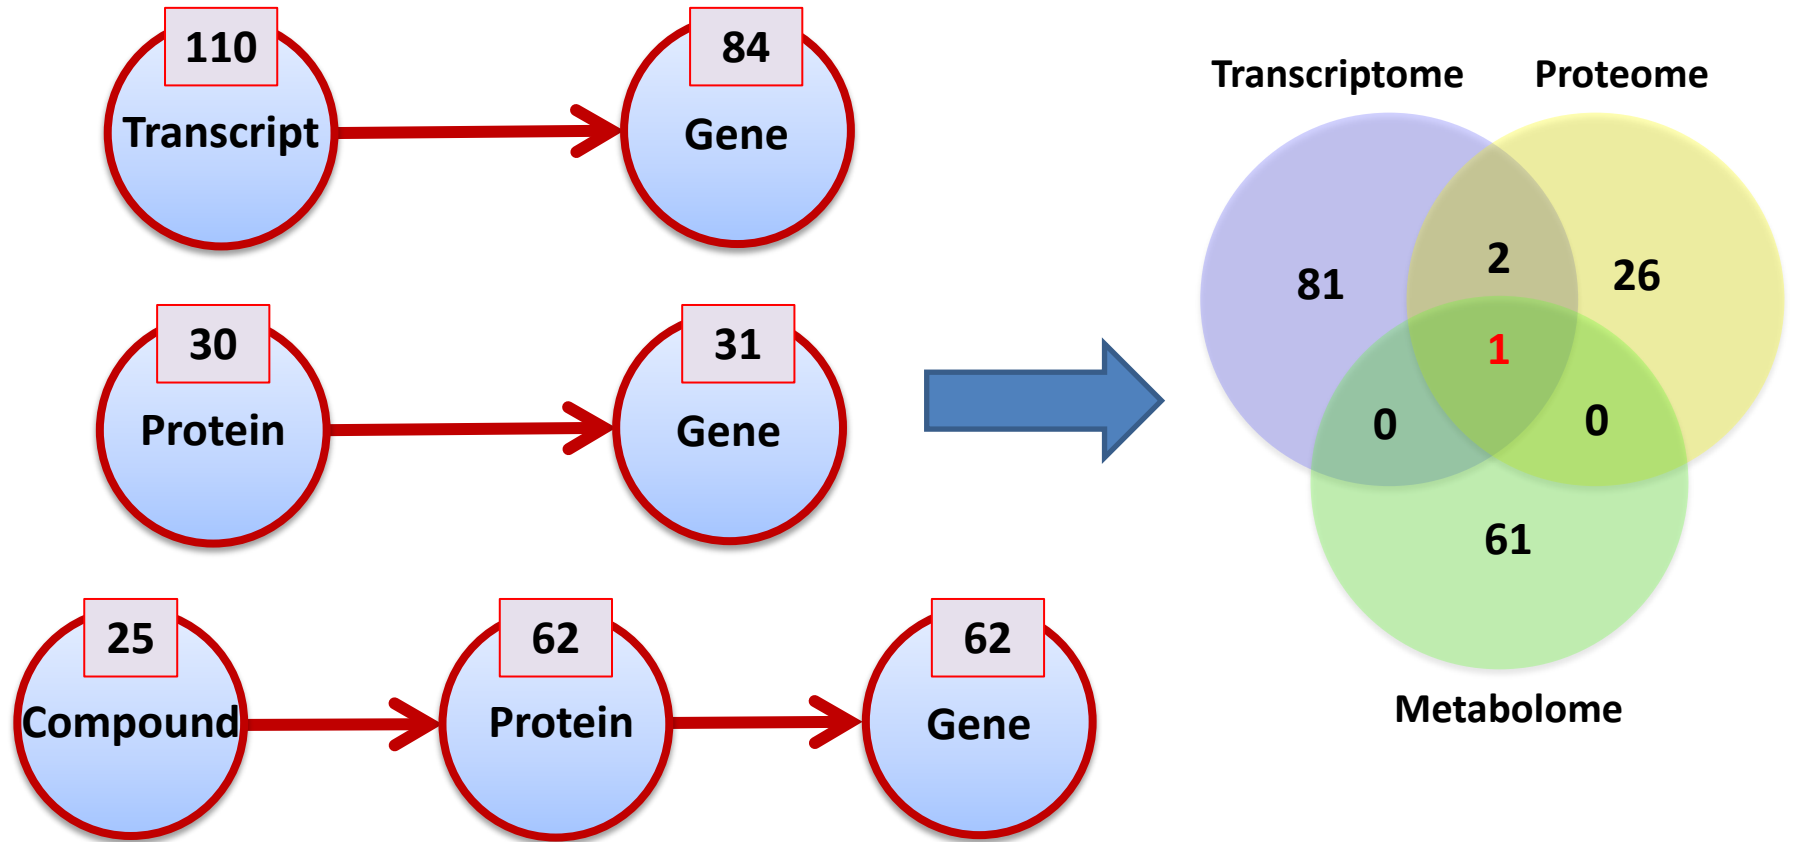 110
Transcript
84
Gene
30
Protein
31
Gene
25
Compound
62
Protein
62
Gene
Transcriptome
Proteome
81
2
26
1
0
0
61
Metabolome